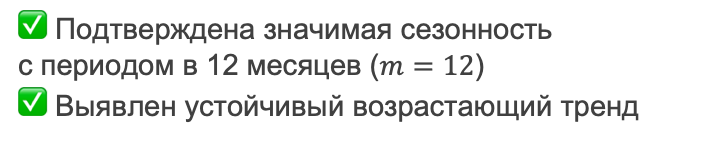 ✅ Подтверждена значимая сезонность
с периодом в 12 месяцев (𝑚 = 12)
✅ Выявлен устойчивый возрастающий тренд